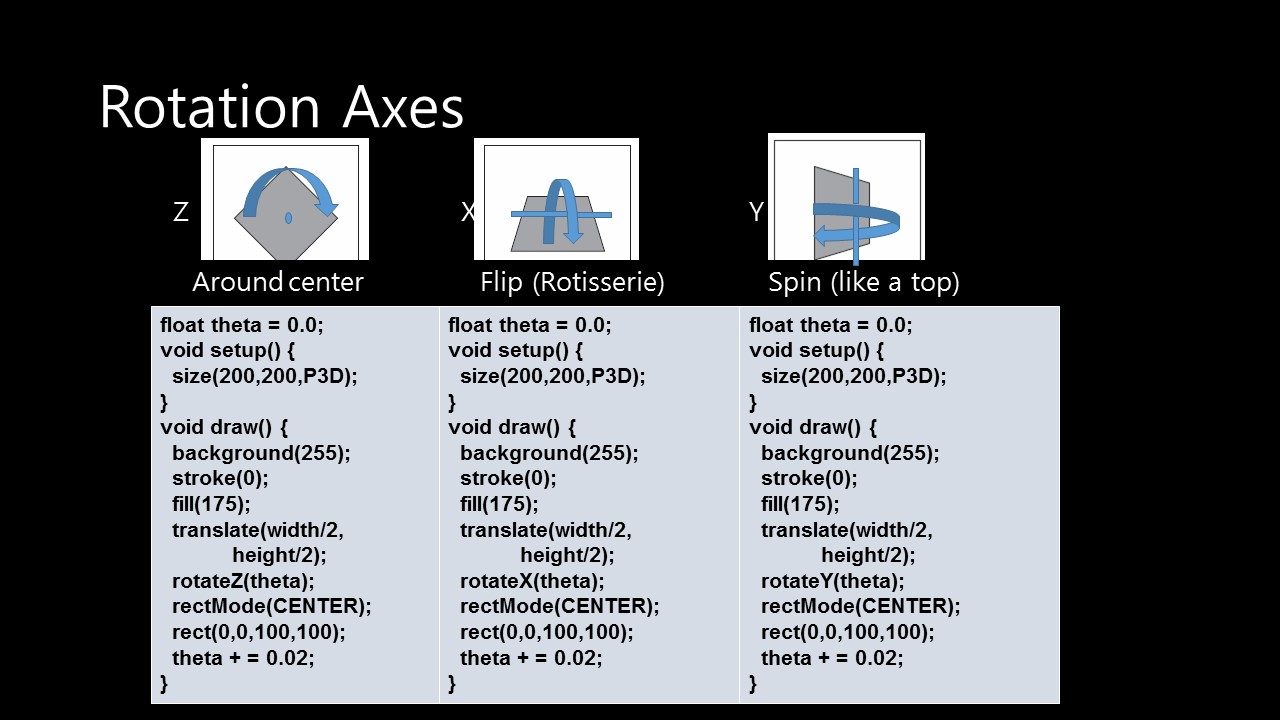 Rotation Axes
Z
X
Y
Around center
Flip (Rotisserie)
Spin (like a top)
float theta = 0.0;
void setup() {
  size(200,200,P3D);
}
void draw() {
  background(255);
  stroke(0);
  fill(175);
  translate(width/2,
            height/2);
  rotateZ(theta);
  rectMode(CENTER);
  rect(0,0,100,100);
  theta + = 0.02;
}
float theta = 0.0;
void setup() {
  size(200,200,P3D);
}
void draw() {
  background(255);
  stroke(0);
  fill(175);
  translate(width/2,
            height/2);
  rotateX(theta);
  rectMode(CENTER);
  rect(0,0,100,100);
  theta + = 0.02;
}
float theta = 0.0;
void setup() {
  size(200,200,P3D);
}
void draw() {
  background(255);
  stroke(0);
  fill(175);
  translate(width/2,
            height/2);
  rotateY(theta);
  rectMode(CENTER);
  rect(0,0,100,100);
  theta + = 0.02;
}